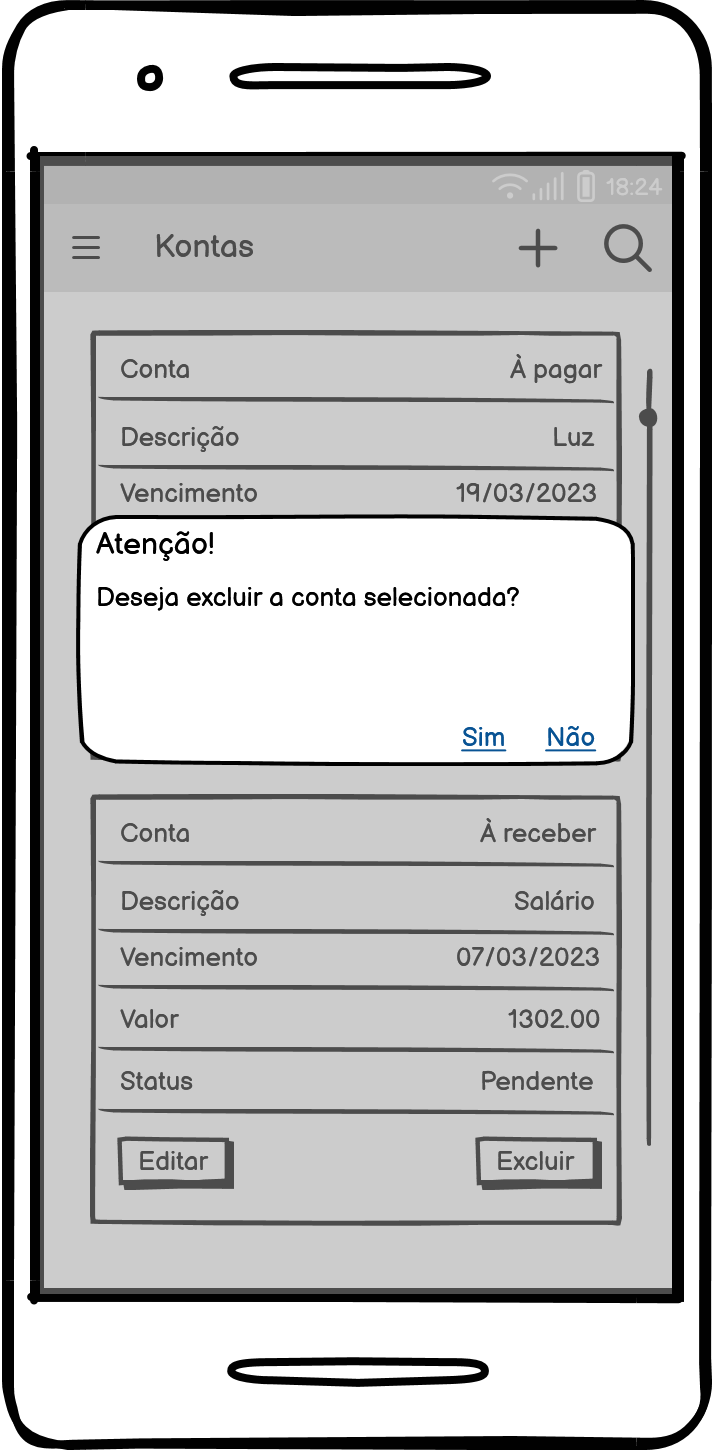 18:24
Kontas
Conta À pagar
Descrição Luz
Vencimento 19/03/2023
Atenção!
Deseja excluir a conta selecionada?
Sim Não
Conta À receber
Descrição Salário
Vencimento 07/03/2023
Valor 1302.00
Status Pendente
Editar Excluir